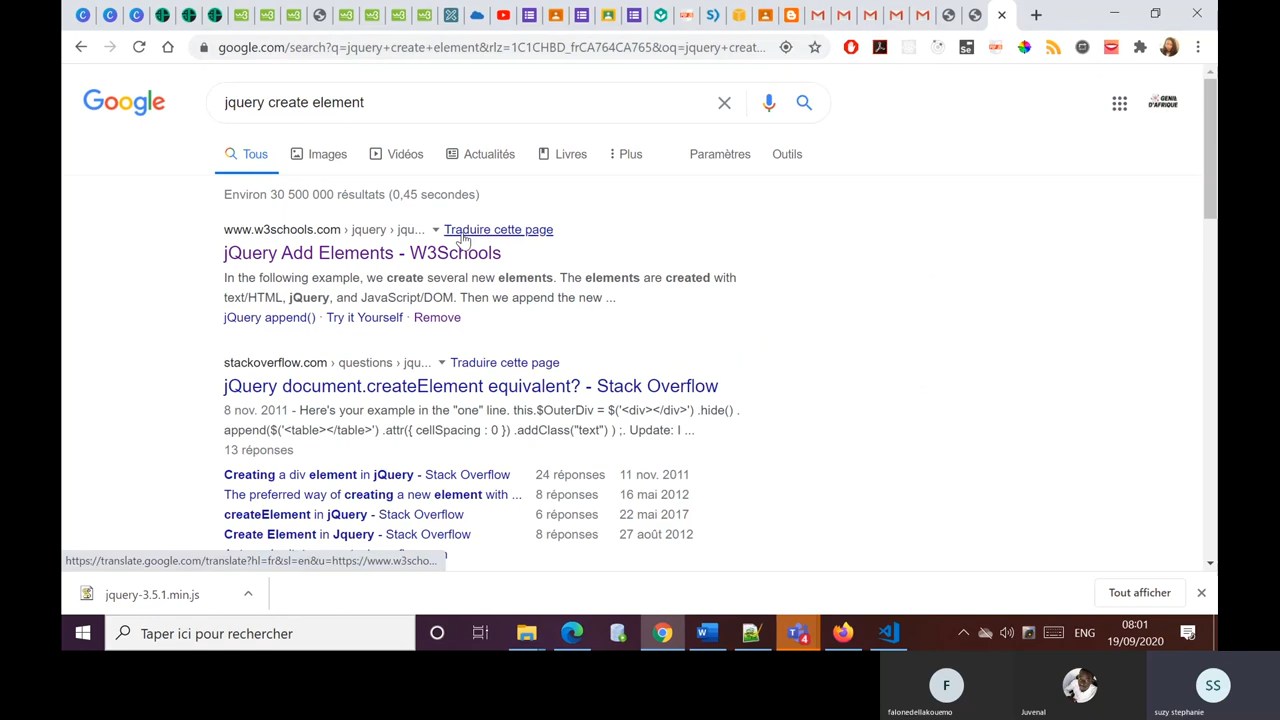 google.com/search?q=jquery+create+element&rlz=1C1CHBD_frCA764CA765&oq=jquery+creat...
Google
jquery create element
GENIE
D'AFRIQUE
Tous
Images
Vidéos
Actualités
Livres
Plus
Paramètres
Outils
Environ 30 500 000 résultats (0,45 secondes)
www.w3schools.com › jquery › jqu... Traduire cette page
jQuery Add Elements - W3Schools
In the following example, we create several new elements. The elements are created with
text/HTML, jQuery, and JavaScript/DOM. Then we append the new ...
jQuery append() · Try it Yourself · Remove
stackoverflow.com › questions › jqu... Traduire cette page
jQuery document.createElement equivalent? - Stack Overflow
8 nov. 2011 - Here's your example in the "one" line. this.$OuterDiv = $('<div></div>') .hide() .
append($('<table></table>') .attr({ cellSpacing : 0 }) .addClass("text") ) ;. Update: I ...
13 réponses
Creating a div element in jQuery - Stack Overflow 24 réponses 11 nov. 2011
The preferred way of creating a new element with ... 8 réponses 16 mai 2012
createElement in jQuery - Stack Overflow 6 réponses 22 mai 2017
Create Element in Jquery - Stack Overflow 8 réponses 27 août 2012
https://translate.google.com/translate?hl=fr&sl=en&u=https://www.w3scho...
jquery-3.5.1.min.js
Tout afficher
Taper ici pour rechercher
4
ENG
08:01
19/09/2020
F
SS
falonedellakouemo
Juvenal
suzy stephanie